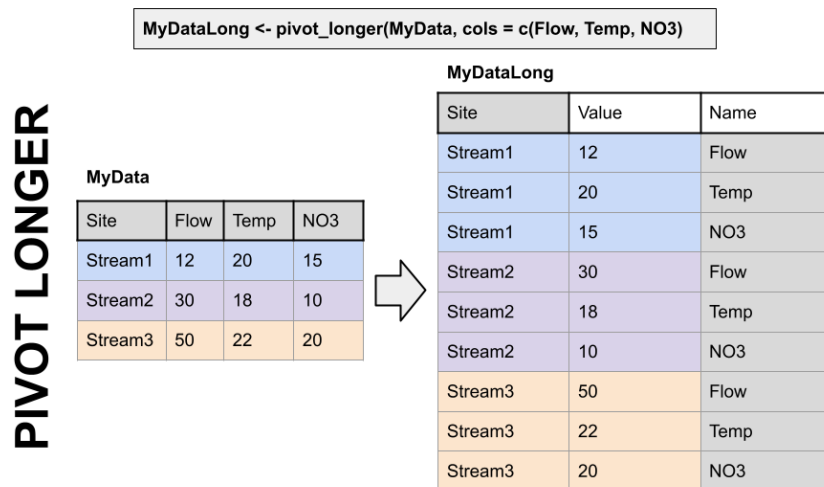 MyDataLong <- pivot_longer(MyData, cols = c(Flow, Temp, NO3)
PIVOT LONGER
MyData
Site Flow Temp NO3
Stream1 12 20 15
Stream2 30 18 10
Stream3 50 22 20
MyDataLong
Site Value Name
Stream1 12 Flow
Stream1 20 Temp
Stream1 15 NO3
Stream2 30 Flow
Stream2 18 Temp
Stream2 10 NO3
Stream3 50 Flow
Stream3 22 Temp
Stream3 20 NO3